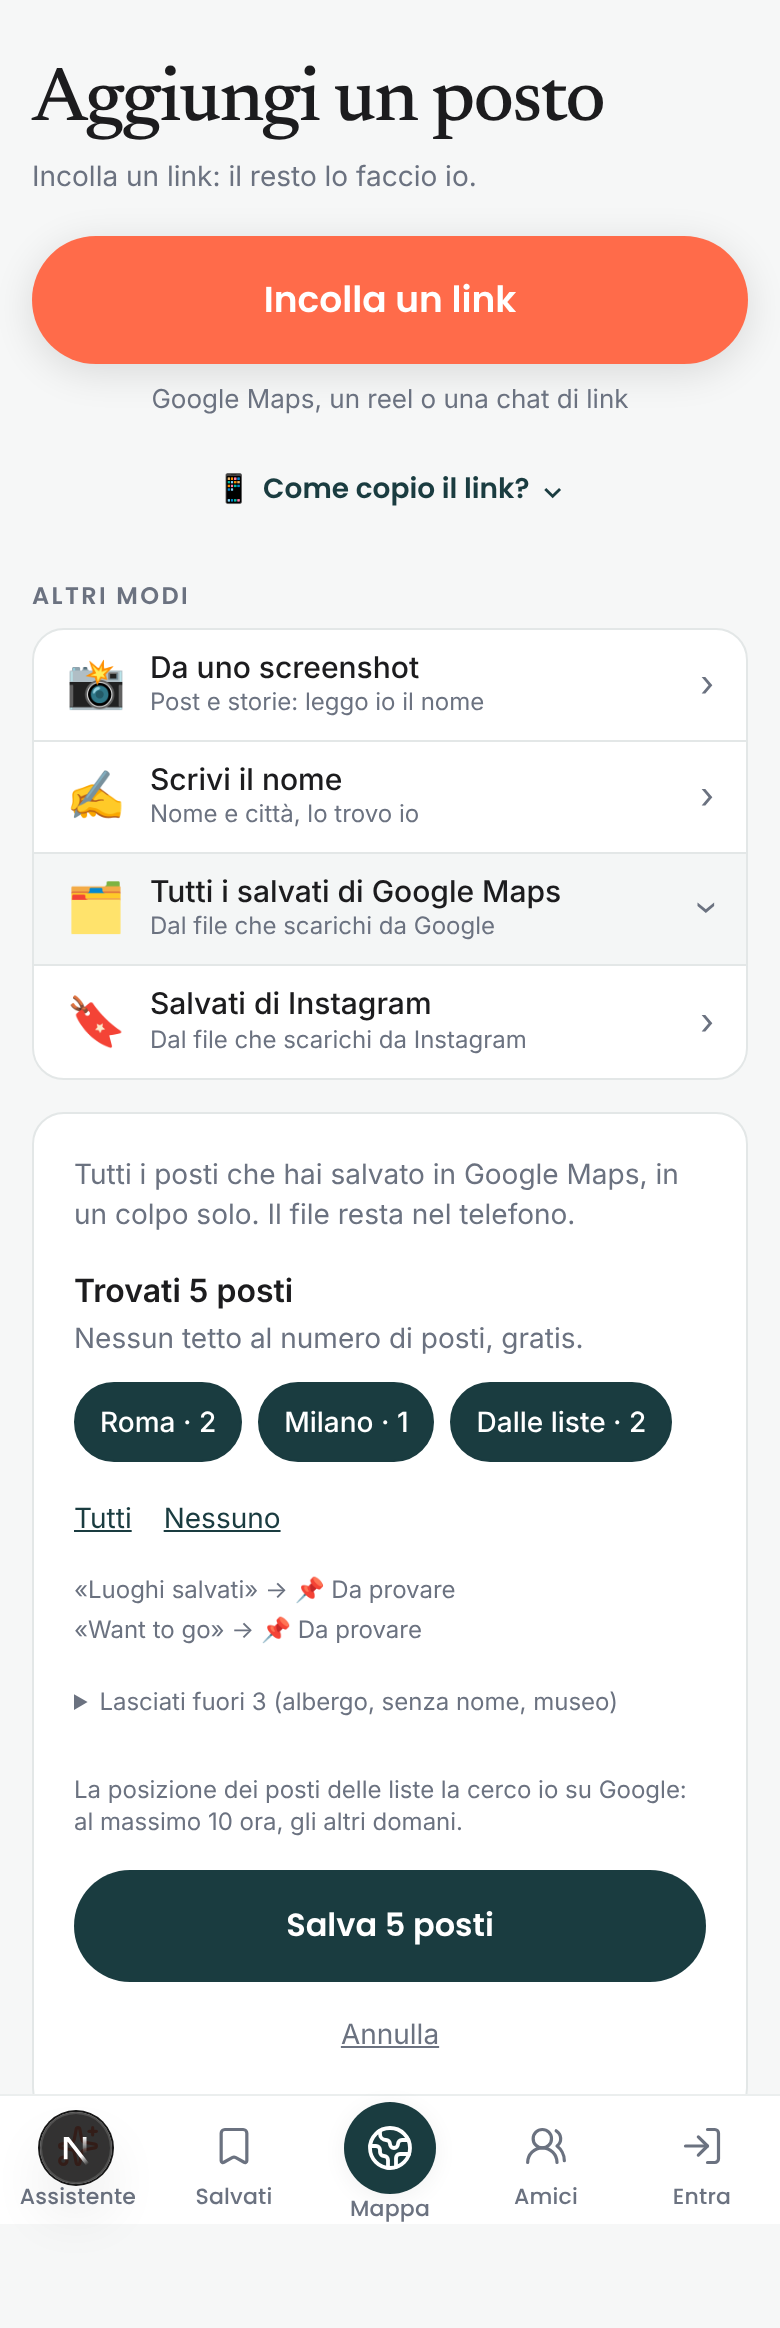 Aggiungi un posto
Incolla un link: il resto lo faccio io.
Incolla un link
Google Maps, un reel o una chat di link
Come copio il link?
ALTRI MODI
Da uno screenshot
Post e storie: leggo io il nome
Scrivi il nome
Nome e città, lo trovo io
Tutti i salvati di Google Maps
Dal file che scarichi da Google
Salvati di Instagram
Dal file che scarichi da Instagram
Tutti i posti che hai salvato in Google Maps, in
un colpo solo. Il file resta nel telefono.
Trovati 5 posti
Nessun tetto al numero di posti, gratis.
Roma · 2 Milano · 1 Dalle liste · 2
Tutti Nessuno
«Luoghi salvati» → 📌 Da provare
«Want to go» → 📌 Da provare
▶ Lasciati fuori 3 (albergo, senza nome, museo)
La posizione dei posti delle liste la cerco io su Google:
al massimo 10 ora, gli altri domani.
Salva 5 posti
Annulla
N
Assistente Salvati Mappa Amici Entra